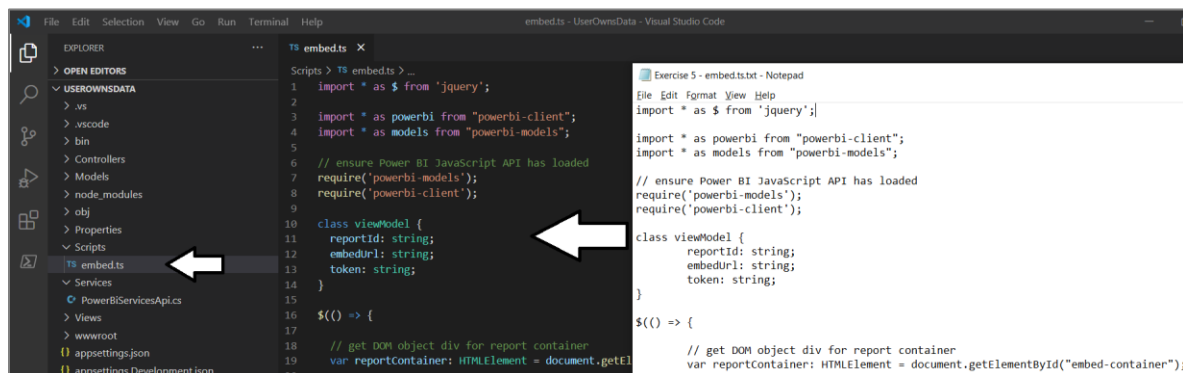 File Edit Selection View Go Run Terminal Help
embed.ts - UserOwnsData - Visual Studio Code
EXPLORER
OPEN EDITORS
USEROWNSDATA
.vs
.vscode
bin
Controllers
Models
node_modules
obj
Properties
Scripts
TS embed.ts
Services
PowerBiServicesApi.cs
Views
wwwroot
{} appsettings.json
{} appsettings.Development.json
TS embed.ts
Scripts > TS embed.ts > ...
1 import * as $ from 'jquery';
2
3 import * as powerbi from "powerbi-client";
4 import * as models from "powerbi-models";
5
6 // ensure Power BI JavaScript API has loaded
7 require('powerbi-models');
8 require('powerbi-client');
9
10 class viewModel {
11 reportId: string;
12 embedUrl: string;
13 token: string;
14 }
15
16 $(() => {
17
18 // get DOM object div for report container
19 var reportContainer: HTMLElement = document.getEl
Exercise 5 - embed.ts.txt - Notepad
File Edit Format View Help
import * as $ from 'jquery';
import * as powerbi from "powerbi-client";
import * as models from "powerbi-models";
// ensure Power BI JavaScript API has loaded
require('powerbi-models');
require('powerbi-client');
class viewModel {
reportId: string;
embedUrl: string;
token: string;
}
$(() => {
// get DOM object div for report container
var reportContainer: HTMLElement = document.getElementById("embed-container");